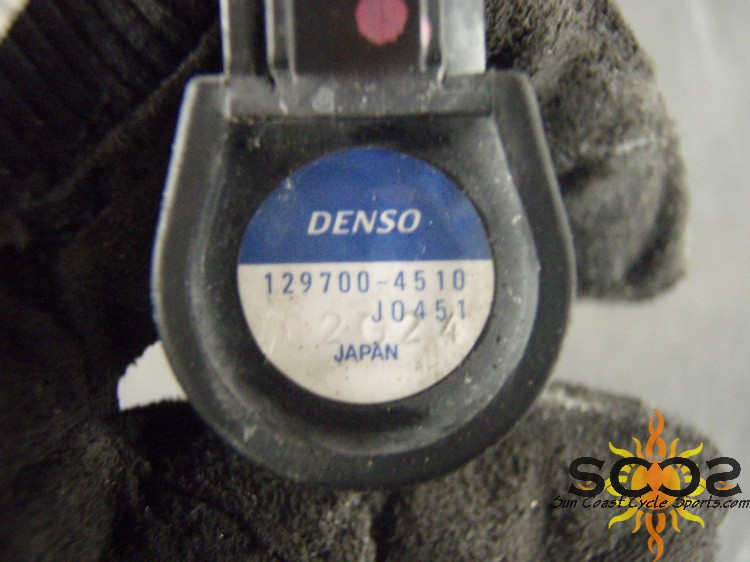 DENSO
129700-4510
J0451
JAPAN
SCCS
Sun Coast Cycle Sports.com